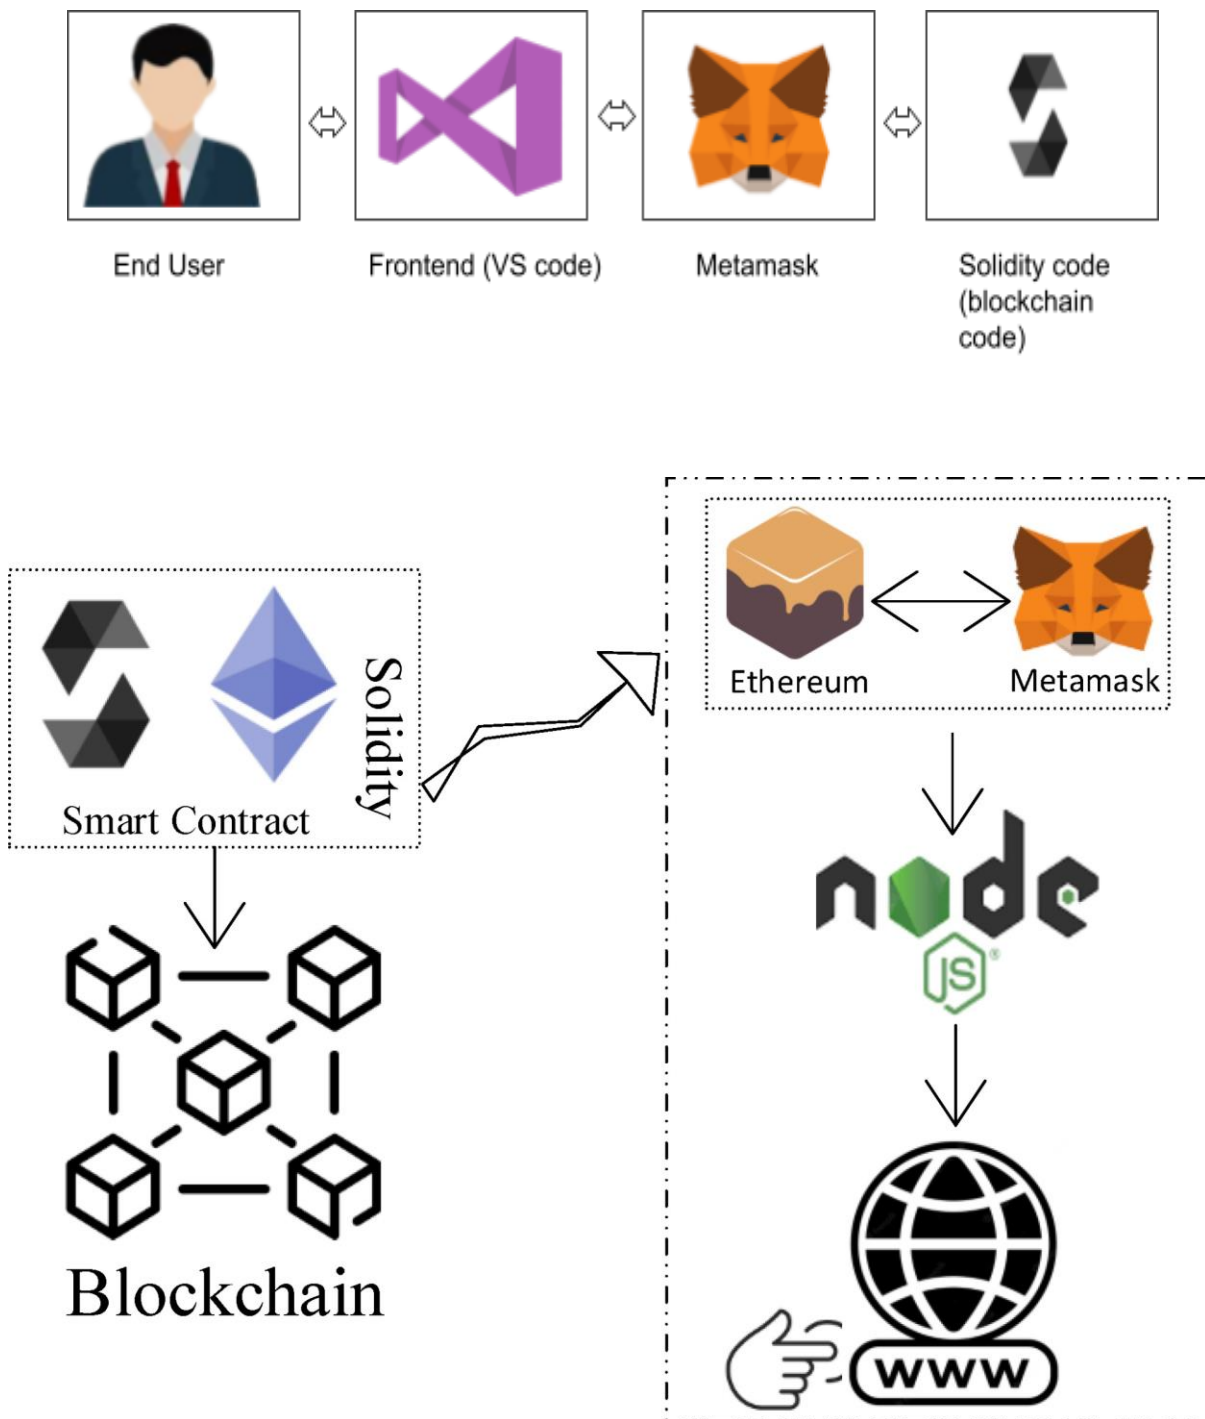 End User
Frontend (VS code)
Metamask
Solidity code
(blockchain
code)
Ethereum
Metamask
Solidity
Smart Contract
node
JS®
Blockchain
WWW